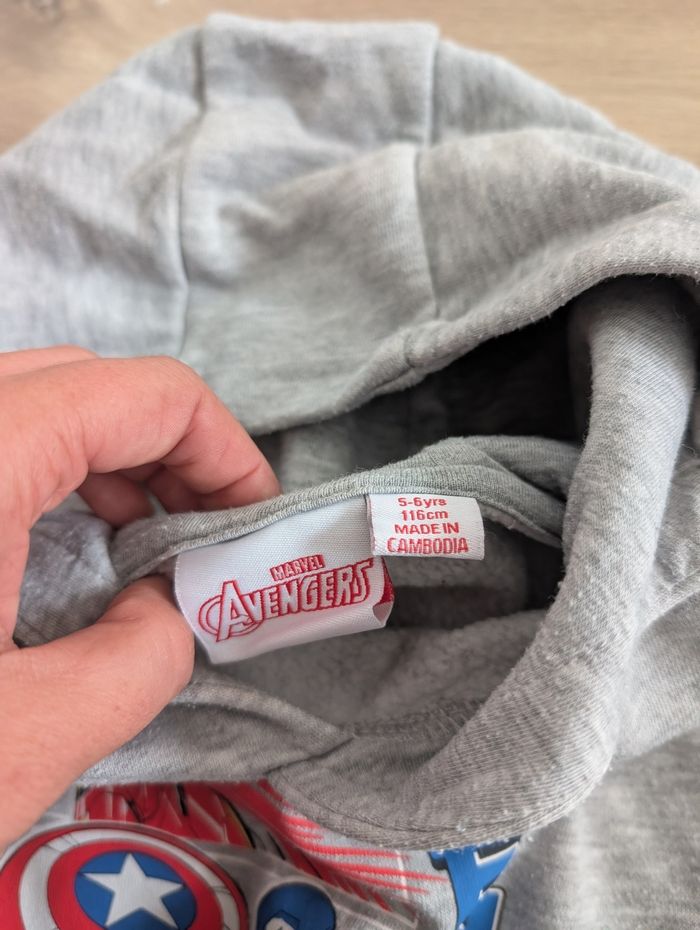 5-6yrs
116cm
MADE IN
CAMBODIA
MARVEL
AVENGERS